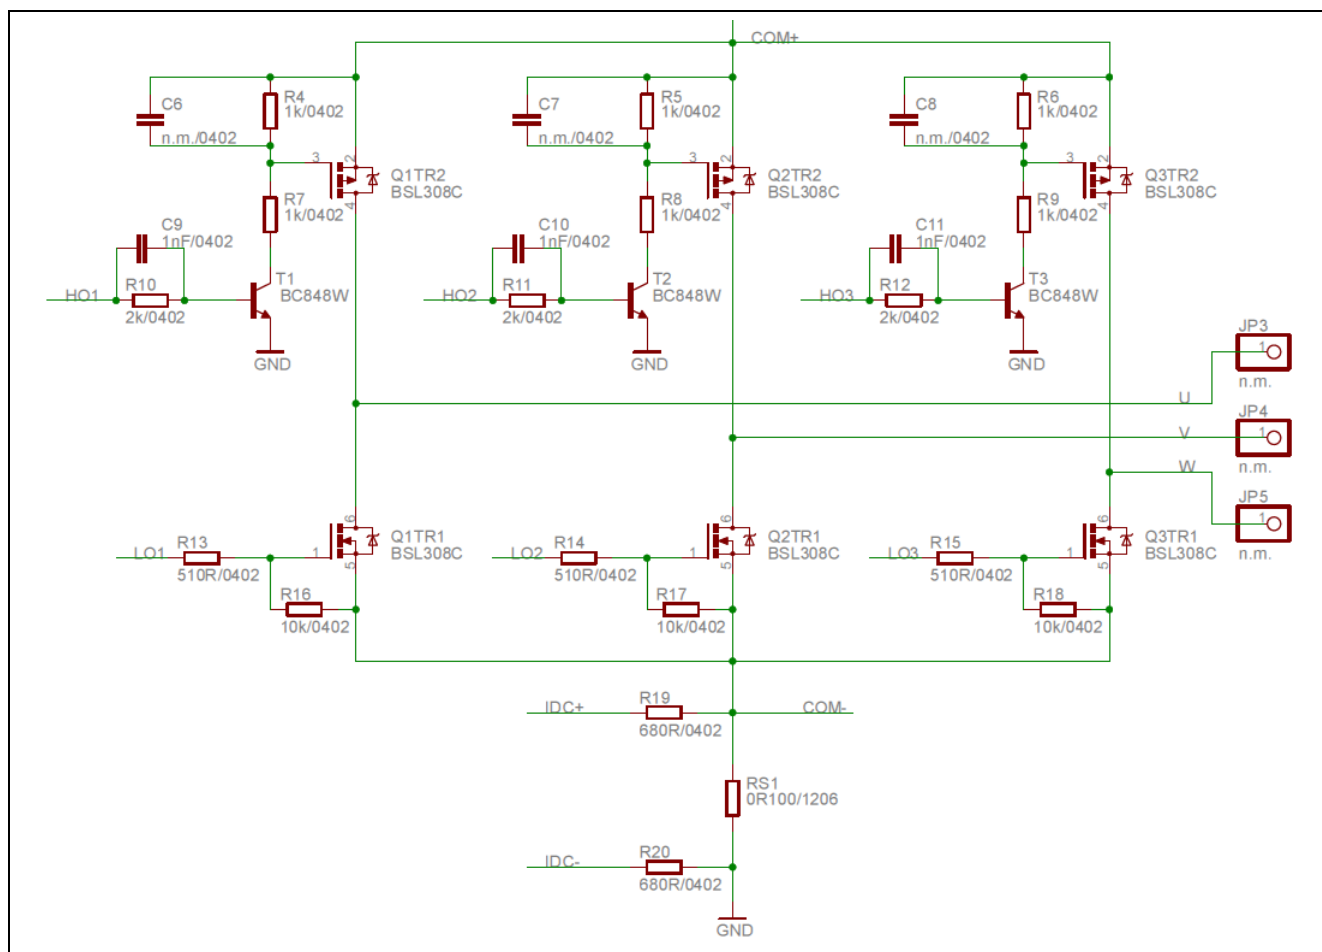 COM+
C6
n.m./0402
R4
1k/0402
C7
n.m./0402
R5
1k/0402
C8
n.m./0402
R6
1k/0402
3
2
4
Q1TR2
BSL308C
3
2
4
Q2TR2
BSL308C
3
2
4
Q3TR2
BSL308C
R7
1k/0402
R8
1k/0402
R9
1k/0402
C9
1nF/0402
C10
1nF/0402
C11
1nF/0402
HO1
R10
2k/0402
T1
BC848W
HO2
R11
2k/0402
T2
BC848W
HO3
R12
2k/0402
T3
BC848W
GND
GND
GND
JP3
1
n.m.
U
JP4
1
n.m.
V
W
JP5
1
n.m.
LO1
R13
510R/0402
1
6
5
Q1TR1
BSL308C
LO2
R14
510R/0402
1
6
5
Q2TR1
BSL308C
LO3
R15
510R/0402
1
6
5
Q3TR1
BSL308C
R16
10k/0402
R17
10k/0402
R18
10k/0402
IDC+
R19
680R/0402
COM-
RS1
0R100/1206
IDC-
R20
680R/0402
GND